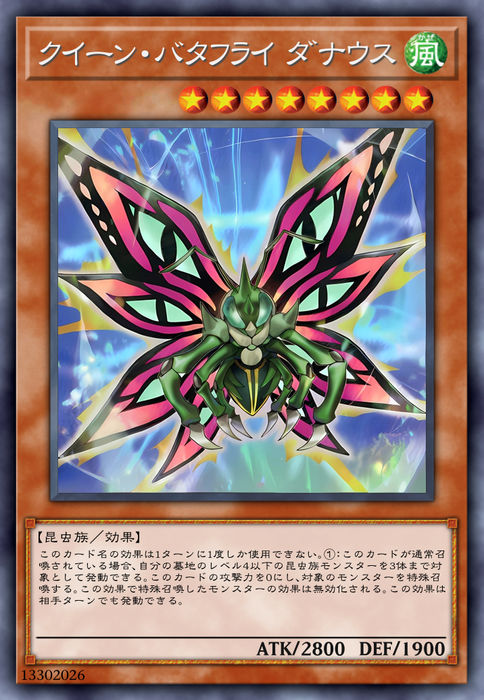 クイーン・バタフライ ダナウス
風
かぜ
【昆虫族／効果】
このカード名の効果は1ターンに1度しか使用できない。①：このカードが通常召
喚されている場合、自分の墓地のレベル4以下の昆虫族モンスターを3体まで対
象として発動できる。このカードの攻撃力を0にし、対象のモンスターを特殊召
喚する。この効果で特殊召喚したモンスターの効果は無効化される。この効果は
相手ターンでも発動できる。
ATK/2800 DEF/1900
13302026